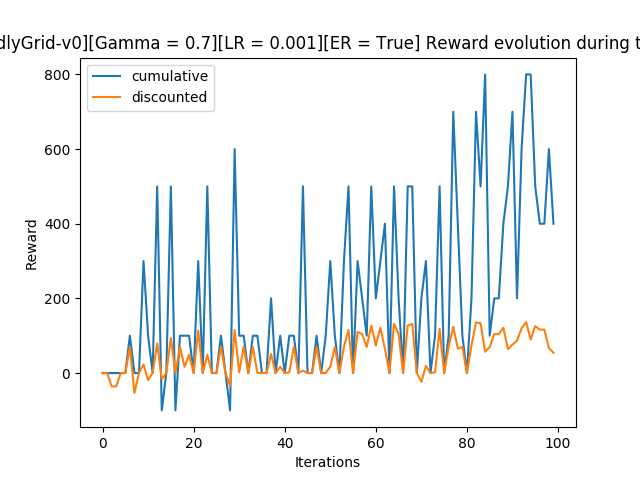 dlyGrid-v0][Gamma = 0.7][LR = 0.001][ER = True] Reward evolution during t
cumulative
discounted
800
600
400
200
0
Reward
0
20
40
60
80
100
Iterations